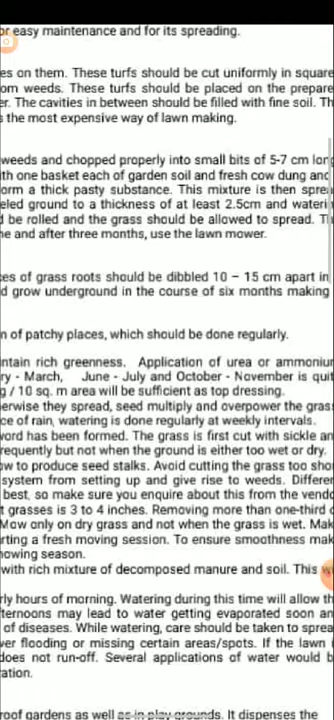 or easy maintenance and for its spreading.
es on them. These turfs should be cut uniformly in square
om weeds. These turfs should be placed on the prepare
er. The cavities in between should be filled with fine soil. Th
s the most expensive way of lawn making.
weeds and chopped properly into small bits of 5-7 cm long
ith one basket each of garden soil and fresh cow dung and
orm a thick pasty substance. This mixture is then sprea
eled ground to a thickness of at least 2.5cm and waterin
d be rolled and the grass should be allowed to spread. T
me and after three months, use the lawn mower.
ces of grass roots should be dibbled 10 – 15 cm apart in
d grow underground in the course of six months making
n of patchy places, which should be done regularly.
ntain rich greenness. Application of urea or ammonium
ry - March, June - July and October - November is quit
g / 10 sq. m area will be sufficient as top dressing.
erwise they spread, seed multiply and overpower the gras
ce of rain, watering is done regularly at weekly intervals.
word has been formed. The grass is first cut with sickle an
requently but not when the ground is either too wet or dry.
ow to produce seed stalks. Avoid cutting the grass too sho
system from setting up and give rise to weeds. Differen
best, so make sure you enquire about this from the vendo
t grasses is 3 to 4 inches. Removing more than one-third o
Mow only on dry grass and not when the grass is wet. Mak
rting a fresh moving session. To ensure smoothness mak
nowing season.
with rich mixture of decomposed manure and soil. This w
rly hours of morning. Watering during this time will allow th
fternoons may lead to water getting evaporated soon an
of diseases. While watering, care should be taken to sprea
ver flooding or missing certain areas/spots. If the lawn i
does not run-off. Several applications of water would b
ation.
roof gardens as well as in play grounds. It dispenses the